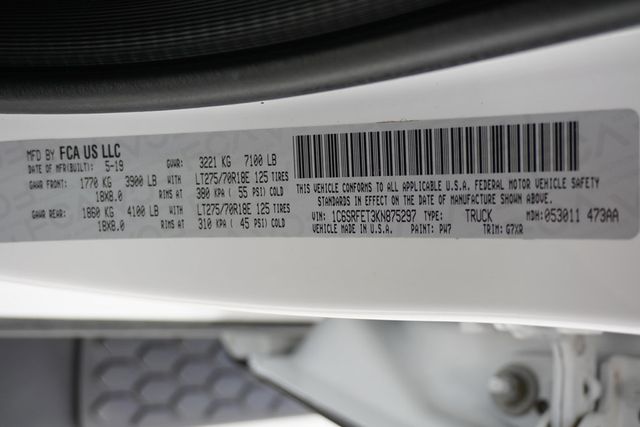 MFD BY FCA US LLC
DATE OF MFR(BUILT): 5-19 GVWR: 3221 KG 7100 LB
GAWR FRONT: 1770 KG 3900 LB WITH LT275/70R18E 125 TIRES
18X8.0 RIMS AT 380 KPA ( 55 PSI) COLD
GAWR REAR: 1860 KG 4100 LB WITH LT275/70R18E 125 TIRES
18X8.0 RIMS AT 310 KPA ( 45 PSI) COLD
THIS VEHICLE CONFORMS TO ALL APPLICABLE U.S.A. FEDERAL MOTOR VEHICLE SAFETY
STANDARDS IN EFFECT ON THE DATE OF MANUFACTURE SHOWN ABOVE.
VIN: 1C6SRFET3KN875297 TYPE: TRUCK MDH: 053011 473AA
VEHICLE MADE IN U.S.A. PAINT: PW7 TRIM: G7XR